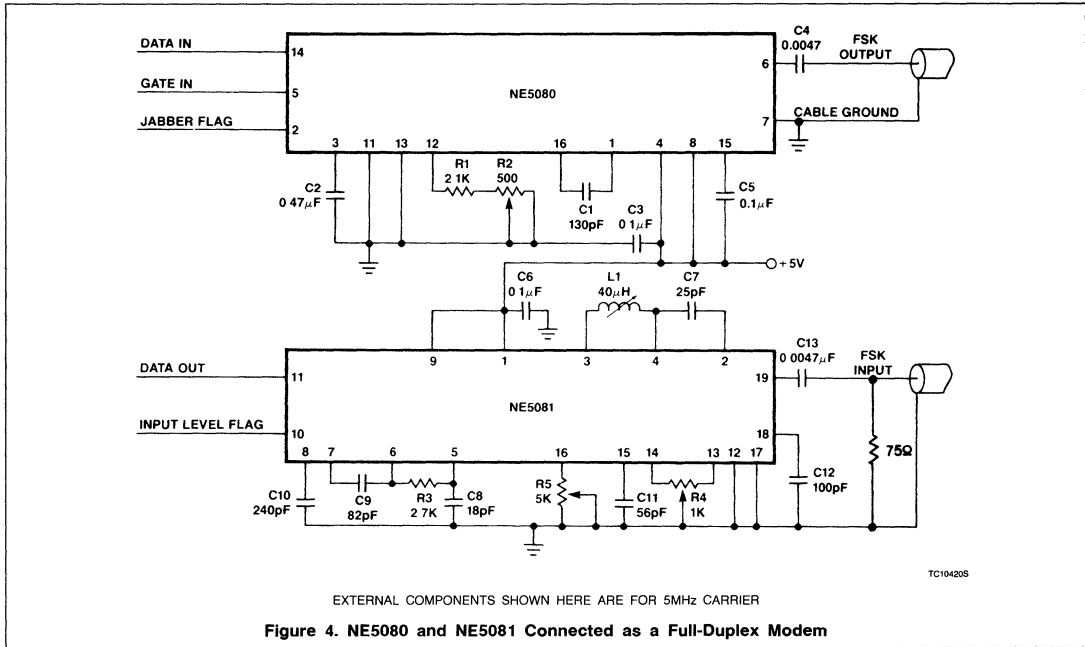 DATA IN
14
GATE IN
5
JABBER FLAG
2
NE5080
6
C4
0.0047
FSK
OUTPUT
7
CABLE GROUND
3
11
13
12
16
1
4
8
15
C2
0 47μF
R1
2 1K
R2
500
C1
130pF
C3
0 1μF
C5
0.1μF
+5V
C6
0 1μF
L1
40μH
C7
25pF
9
1
3
4
2
C13
0 0047μF
FSK
INPUT
DATA OUT
11
INPUT LEVEL FLAG
10
NE5081
19
18
75Ω
8
7
6
5
16
15
14
13
12
17
C10
240pF
C9
82pF
R3
2 7K
C8
18pF
R5
5K
C11
56pF
R4
1K
C12
100pF
TC10420S
EXTERNAL COMPONENTS SHOWN HERE ARE FOR 5MHz CARRIER
Figure 4. NE5080 and NE5081 Connected as a Full-Duplex Modem